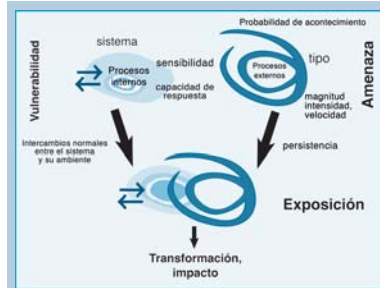 Probabilidad de acontecimiento
sistema
sensibilidad
tipo
Procesos
internos
Procesos
externos
capacidad de
respuesta
magnitud
intensidad,
velocidad
Vulnerabilidad
Amenaza
Intercambios normales
entre el sistema
y su ambiente
persistencia
Exposición
Transformación,
impacto